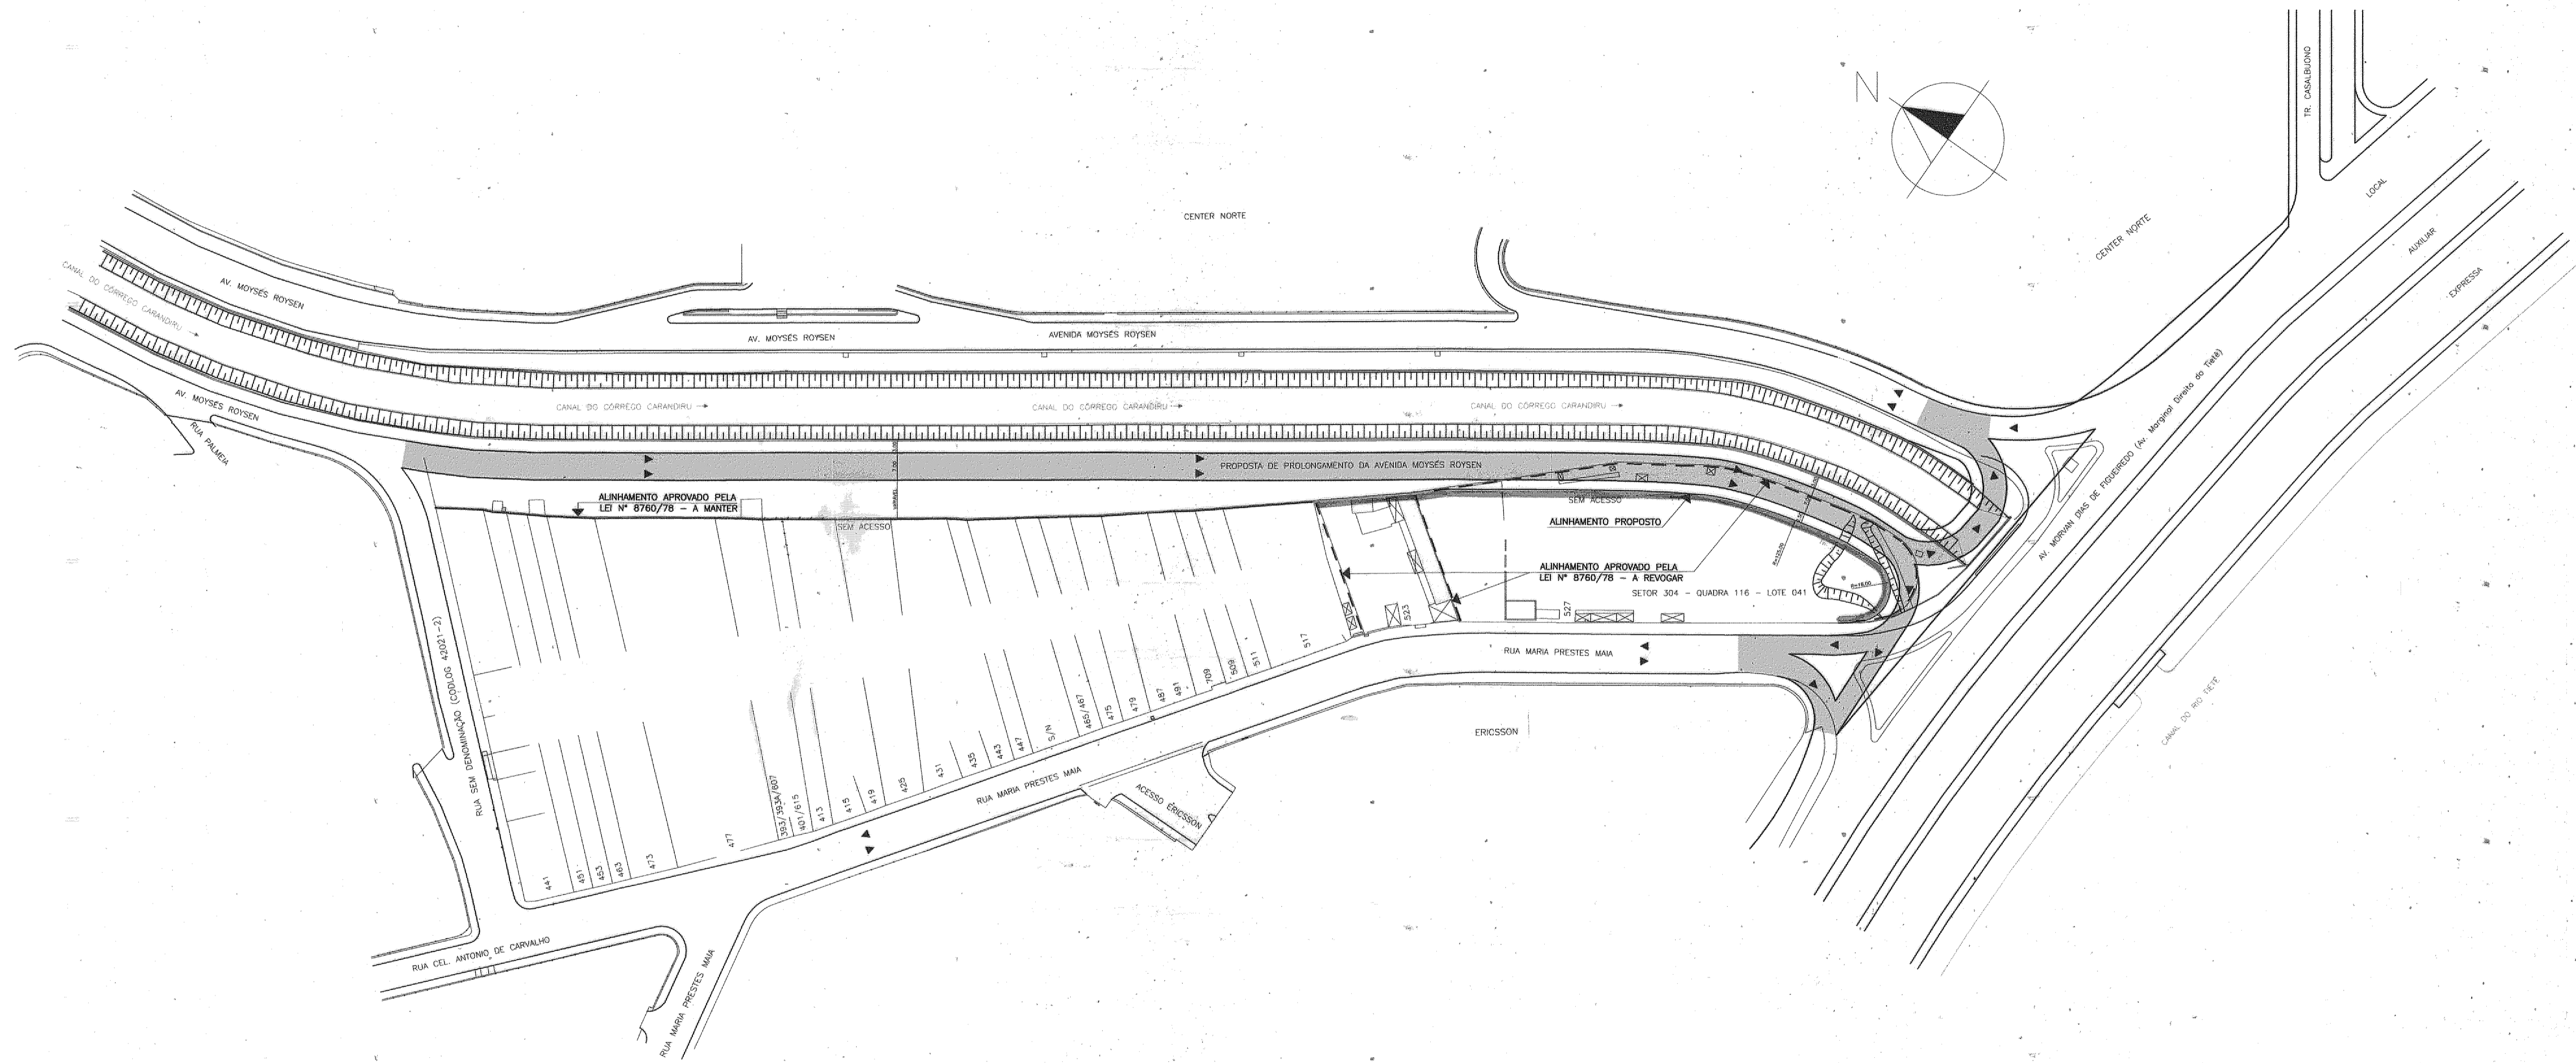 N
TR. CASALBUONO
LOCAL
AUXILIAR
EXPRESSA
CENTER NORTE
CENTER NORTE
CANAL DO CÓRREGO CARANDIRU
AV. MOYSÉS ROYSEN
AV. MOYSÉS ROYSEN
AVENIDA MOYSÉS ROYSEN
AV. MORVAN DIAS DE FIGUEIREDO (Av. Marginal Direita do Tietê)
AV. MOYSÉS ROYSEN
RUA PALMEIA
CANAL DO CÓRREGO CARANDIRU
CANAL DO CÓRREGO CARANDIRU
CANAL DO CÓRREGO CARANDIRU
PROPOSTA DE PROLONGAMENTO DA AVENIDA MOYSÉS ROYSEN
ALINHAMENTO APROVADO PELA
LEI Nº 8760/78 - A MANTER
SEM ACESSO
VARIÁVEL
SEM ACESSO
ALINHAMENTO PROPOSTO
ALINHAMENTO APROVADO PELA
LEI Nº 8760/78 - A REVOGAR
SETOR 304 - QUADRA 116 - LOTE 041
523
527
RUA MARIA PRESTES MAIA
ERICSSON
CANAL DO RIO TIETÊ
RUA SEM DENOMINAÇÃO (CODLOG 42021-2)
441
451
453
463
473
477
393/393A/807
401/615
413
415
419
425
431
435
443
447
S/N
465/467
475
479
487
491
709
509
511
517
RUA MARIA PRESTES MAIA
ACESSO ÉRICSSON
RUA CEL. ANTONIO DE CARVALHO
RUA MARIA PRESTES MAIA